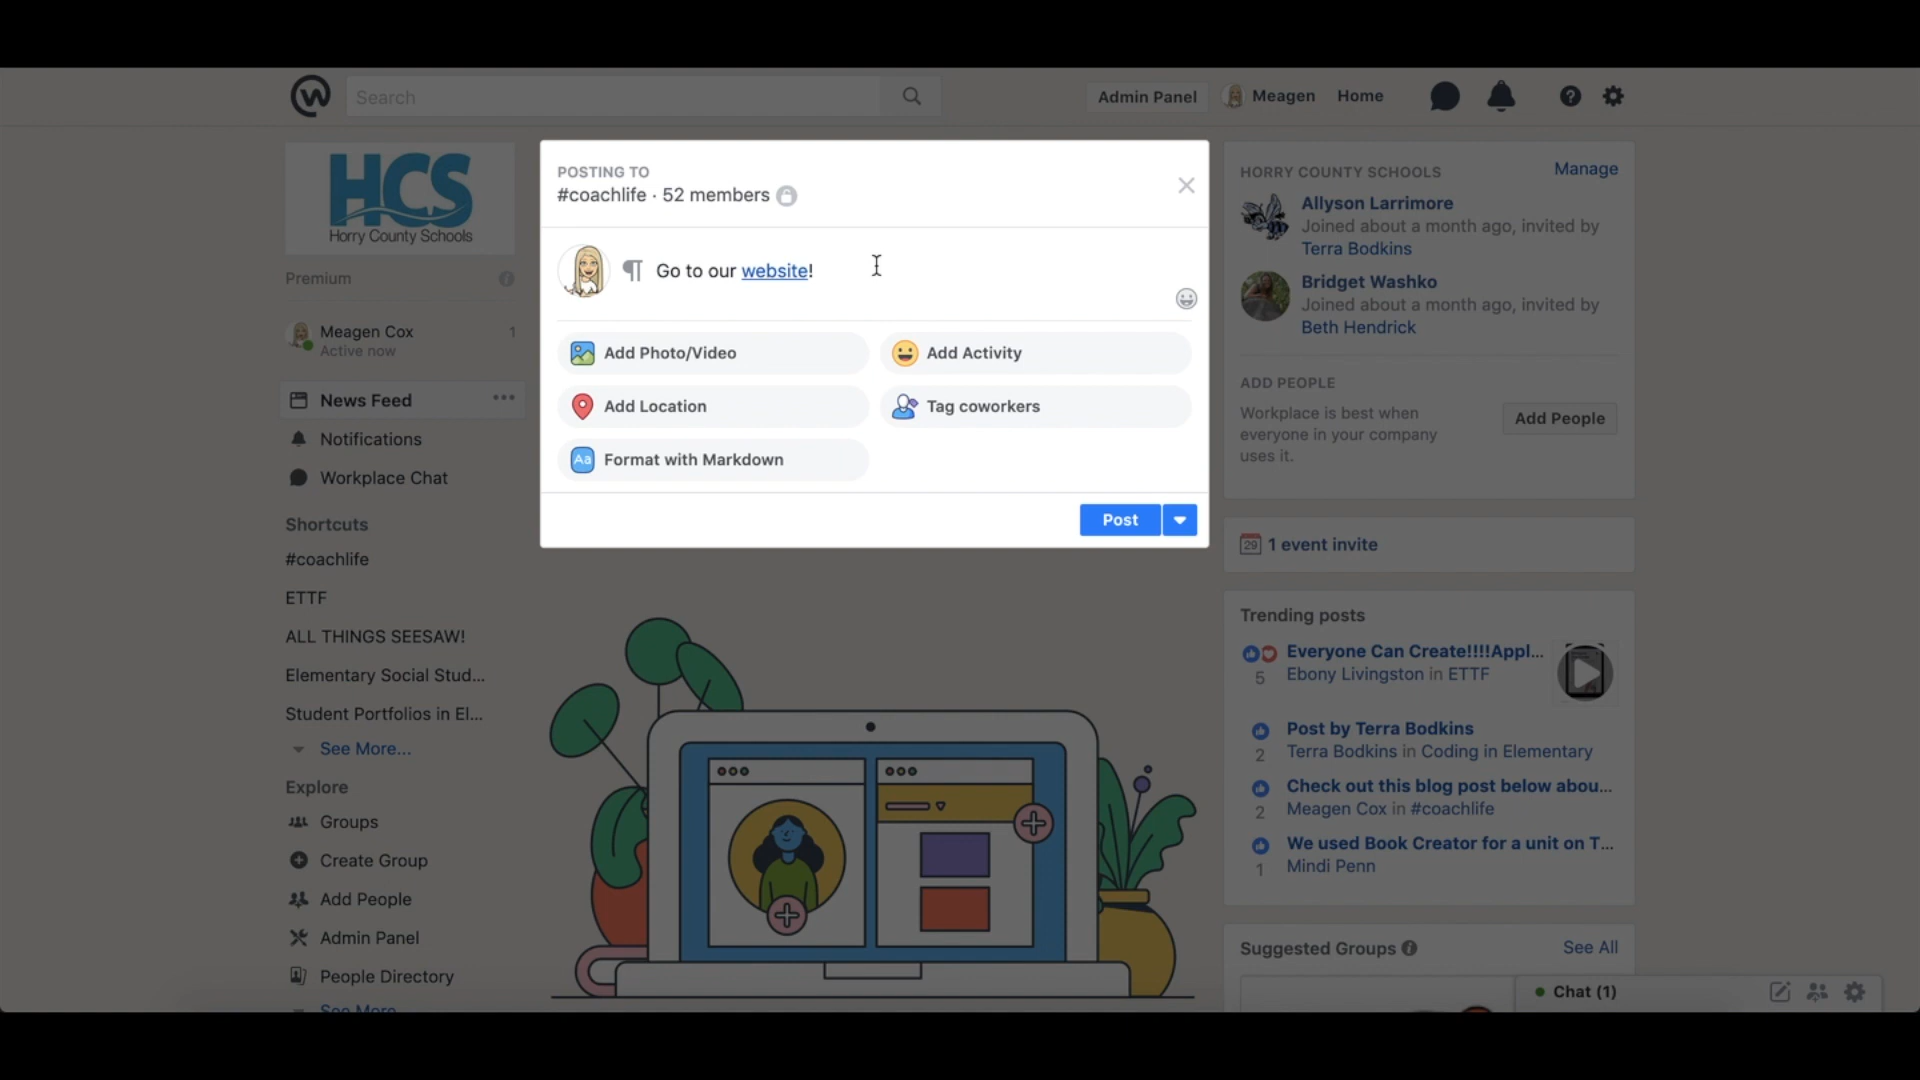 Search
Admin Panel
Meagen
Home
HCS
Horry County Schools
Premium
Meagen Cox
1
Active now
News Feed
Notifications
Workplace Chat
Shortcuts
#coachlife
ETTF
ALL THINGS SEESAW!
Elementary Social Stud...
Student Portfolios in El...
See More...
Explore
Groups
Create Group
Add People
Admin Panel
People Directory
See More
POSTING TO
#coachlife · 52 members
¶ Go to our website!
Add Photo/Video
Add Activity
Add Location
Tag coworkers
Aa Format with Markdown
Post
HORRY COUNTY SCHOOLS
Manage
Allyson Larrimore
Joined about a month ago, invited by
Terra Bodkins
Bridget Washko
Joined about a month ago, invited by
Beth Hendrick
ADD PEOPLE
Workplace is best when
everyone in your company
uses it.
Add People
29 1 event invite
Trending posts
Everyone Can Create!!!!Appl...
5 Ebony Livingston in ETTF
Post by Terra Bodkins
2 Terra Bodkins in Coding in Elementary
Check out this blog post below abou...
2 Meagen Cox in #coachlife
We used Book Creator for a unit on T...
1 Mindi Penn
Suggested Groups
See All
Chat (1)